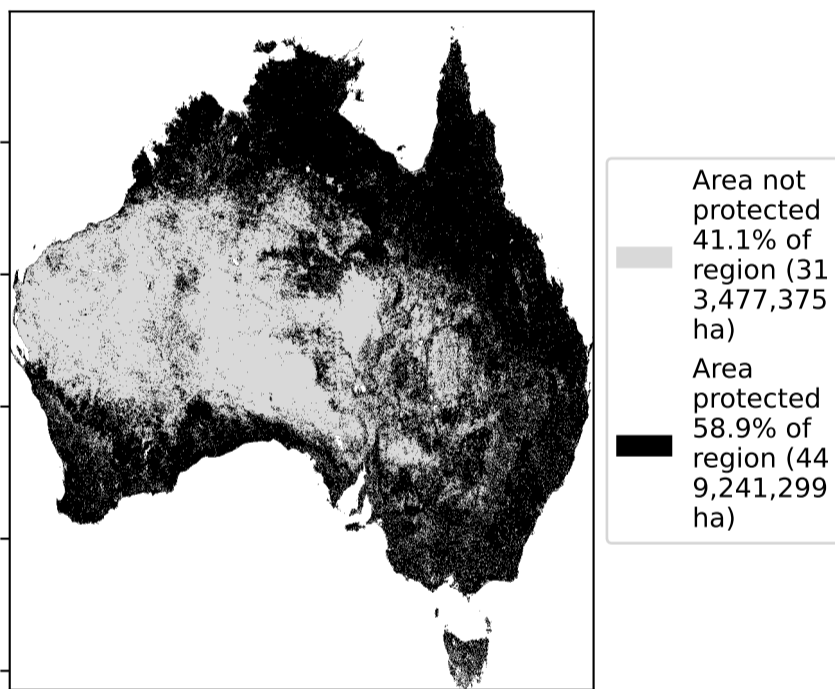 Area not
protected
41.1% of
region (31
3,477,375
ha)
Area
protected
58.9% of
region (44
9,241,299
ha)